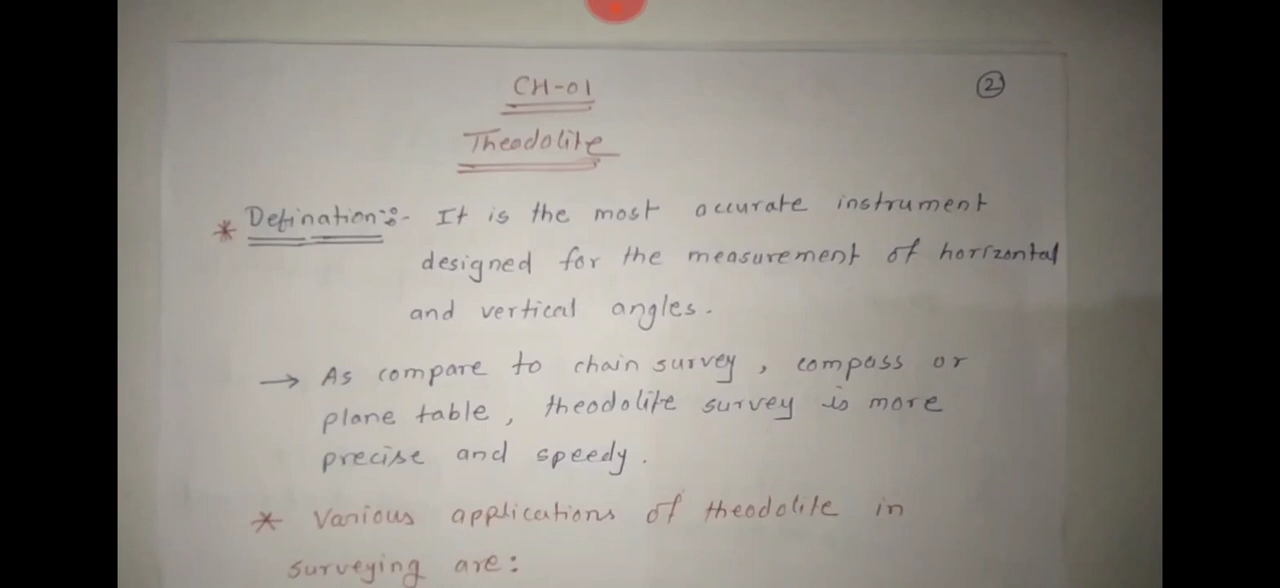 CH-01
2
Theodolite
* Defination:- It is the most accurate instrument
designed for the measurement of horizontal
and vertical angles.
→ As compare to chain survey, compass or
plane table, theodolite survey is more
precise and speedy.
* Various applications of theodolite in
surveying are: